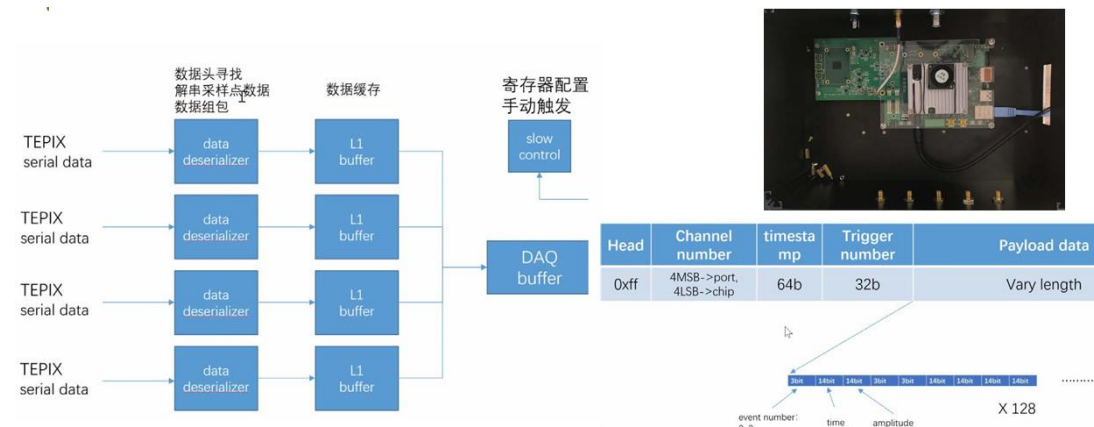 数据头寻找
解串采样点数据
数据组包
数据缓存
寄存器配置
手动触发
TEPIX
serial data
data
deserializer
L1
buffer
slow
control
TEPIX
serial data
data
deserializer
L1
buffer
DAQ
buffer
TEPIX
serial data
data
deserializer
L1
buffer
TEPIX
serial data
data
deserializer
L1
buffer
Head
Channel
number
timesta
mp
Trigger
number
Payload data
0xff
4MSB->port,
4LSB->chip
64b
32b
Vary length
3bit 14bit 14bit 3bit 3bit 14bit 14bit 14bit 14bit
X 128
event number:
time
amplitude